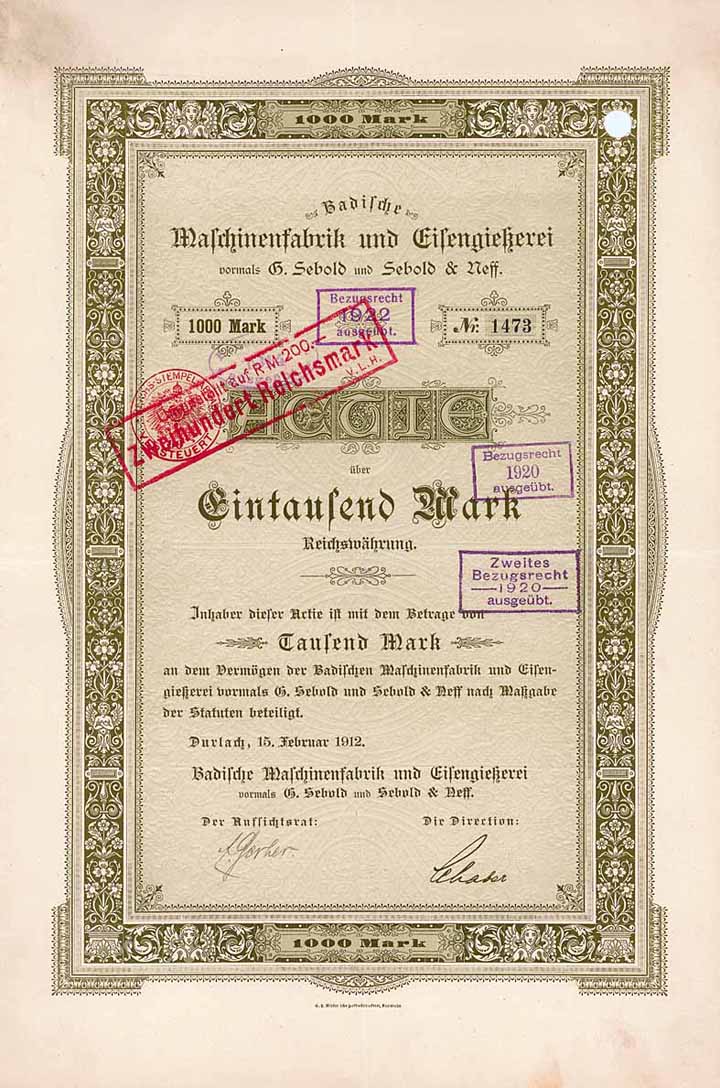 1000 Mark
Badische
Maschinenfabrik und Eisengießerei
vormals G. Sebold und Sebold & Neff.
1000 Mark
Bezugsrecht
1922
ausgeübt.
No. 1473
auf RM 200.-
Zweihundert Reichsmark
V.L.H.
Actie
Bezugsrecht
1920
ausgeübt.
über
Eintausend Mark
Reichswährung.
Zweites
Bezugsrecht
1920
ausgeübt.
Inhaber dieser Actie ist mit dem Betrage von
Tausend Mark
an dem Vermögen der Badischen Maschinenfabrik und Eisen-
gießerei vormals G. Sebold und Sebold & Neff nach Maßgabe
der Statuten beteiligt.
Durlach, 15. Februar 1912.
Badische Maschinenfabrik und Eisengießerei
vormals G. Sebold und Sebold & Neff.
Der Aufsichtsrat:
Die Direction:
1000 Mark